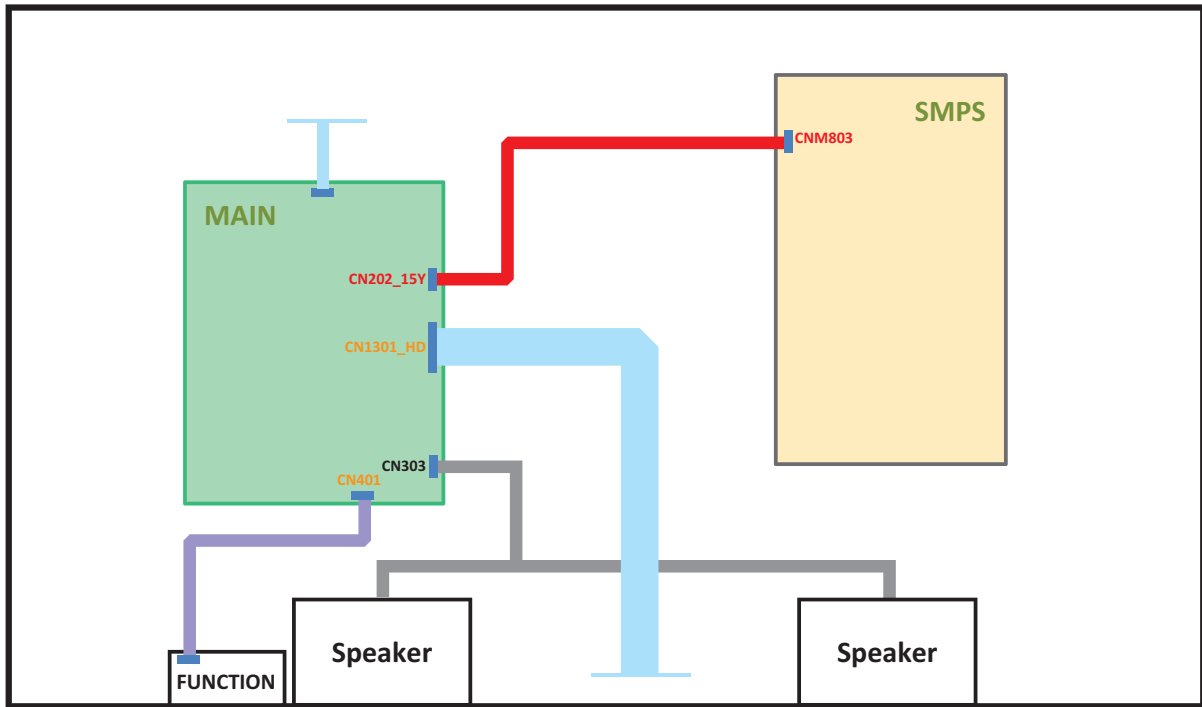 SMPS
CNM803
MAIN
CN202_15Y
CN1301_HD
CN303
CN401
Speaker
Speaker
FUNCTION